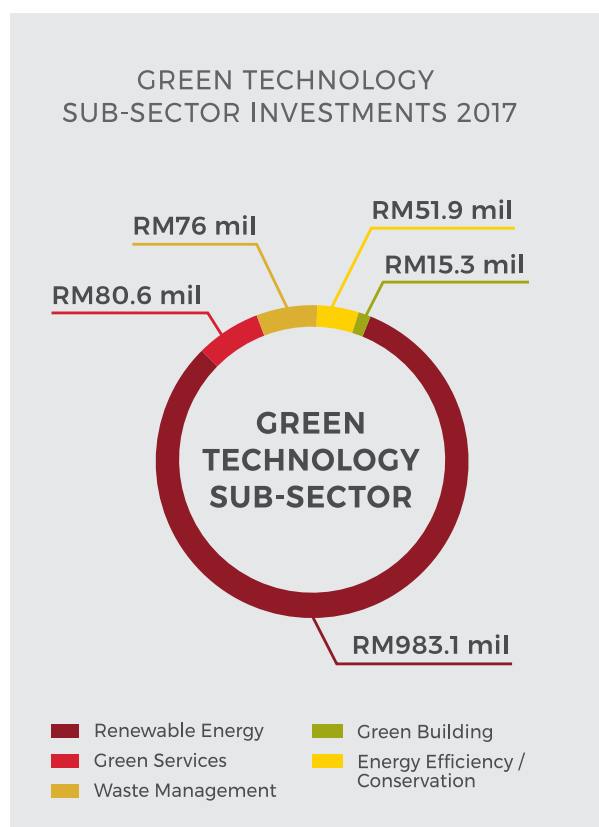 GREEN TECHNOLOGY
SUB-SECTOR INVESTMENTS 2017
RM51.9 mil
RM76 mil
RM15.3 mil
RM80.6 mil
GREEN
TECHNOLOGY
SUB-SECTOR
RM983.1 mil
Renewable Energy
Green Services
Waste Management
Green Building
Energy Efficiency /
Conservation